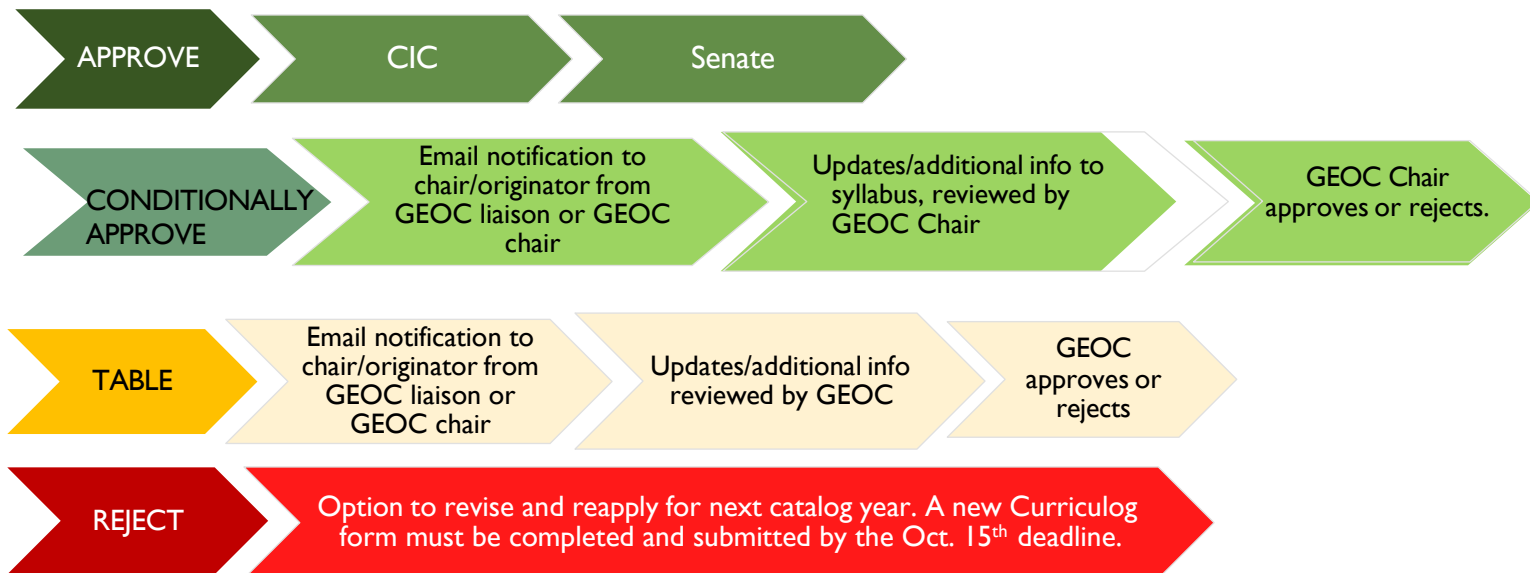 APPROVE
CIC
Senate
CONDITIONALLY
APPROVE
Email notification to
chair/originator from
GEOC liaison or GEOC
chair
Updates/additional info to
syllabus, reviewed by
GEOC Chair
GEOC Chair
approves or rejects.
TABLE
Email notification to
chair/originator from
GEOC liaison or
GEOC chair
Updates/additional info
reviewed by GEOC
GEOC
approves or
rejects
REJECT
Option to revise and reapply for next catalog year. A new Curriculog
form must be completed and submitted by the Oct. 15th deadline.